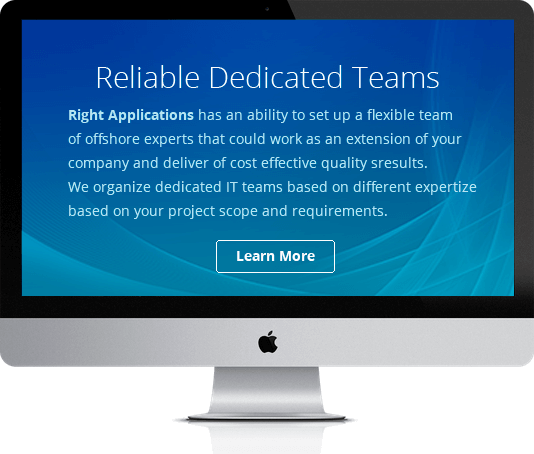 Reliable Dedicated Teams
Right Applications has an ability to set up a flexible team
of offshore experts that could work as an extension of your
company and deliver of cost effective quality sresults.
We organize dedicated IT teams based on different expertize
based on your project scope and requirements.
Learn More